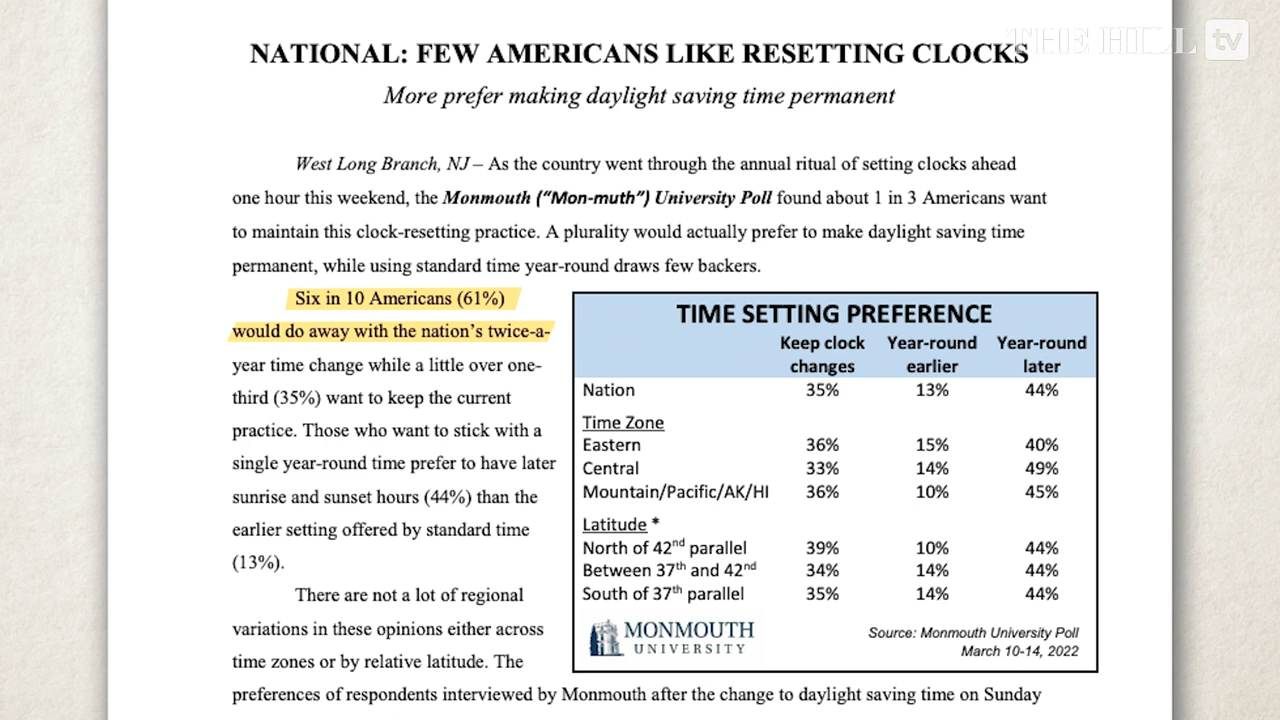 THE HILL tv
NATIONAL: FEW AMERICANS LIKE RESETTING CLOCKS
More prefer making daylight saving time permanent
West Long Branch, NJ – As the country went through the annual ritual of setting clocks ahead
one hour this weekend, the Monmouth (“Mon-muth”) University Poll found about 1 in 3 Americans want
to maintain this clock-resetting practice. A plurality would actually prefer to make daylight saving time
permanent, while using standard time year-round draws few backers.
Six in 10 Americans (61%)
would do away with the nation’s twice-a-
year time change while a little over one-
third (35%) want to keep the current
practice. Those who want to stick with a
single year-round time prefer to have later
sunrise and sunset hours (44%) than the
earlier setting offered by standard time
(13%).
There are not a lot of regional
variations in these opinions either across
time zones or by relative latitude. The
preferences of respondents interviewed by Monmouth after the change to daylight saving time on Sunday
TIME SETTING PREFERENCE
Keep clock Year-round Year-round
changes earlier later
Nation 35% 13% 44%
Time Zone
Eastern 36% 15% 40%
Central 33% 14% 49%
Mountain/Pacific/AK/HI 36% 10% 45%
Latitude *
North of 42nd parallel 39% 10% 44%
Between 37th and 42nd 34% 14% 44%
South of 37th parallel 35% 14% 44%
MONMOUTH
UNIVERSITY
Source: Monmouth University Poll
March 10-14, 2022